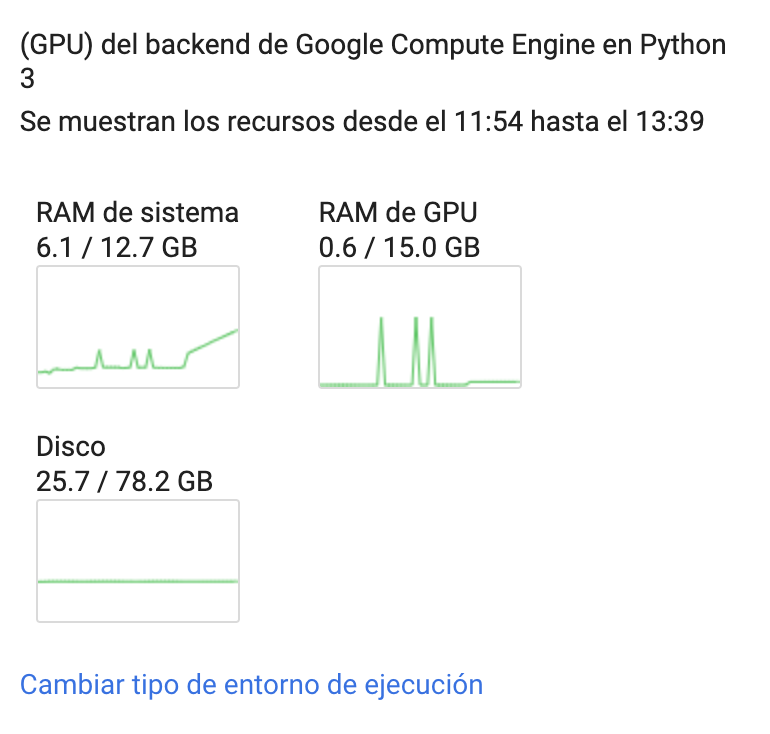 (GPU) del backend de Google Compute Engine en Python
3
Se muestran los recursos desde el 11:54 hasta el 13:39
RAM de sistema
6.1 / 12.7 GB
RAM de GPU
0.6 / 15.0 GB
Disco
25.7 / 78.2 GB
Cambiar tipo de entorno de ejecución